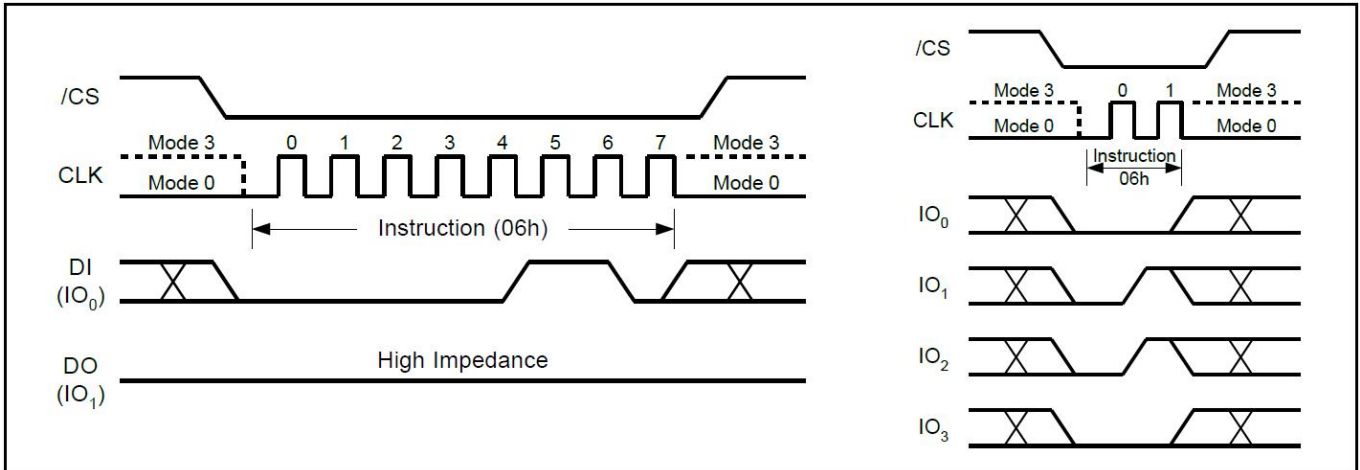 /CS
Mode 3 0 1 2 3 4 5 6 7 Mode 3
CLK
Mode 0 Mode 0
Instruction (06h)
DI
(IO0)
High Impedance
DO
(IO1)
/CS
Mode 3 0 1 Mode 3
CLK
Mode 0 Mode 0
Instruction
06h
IO0
IO1
IO2
IO3